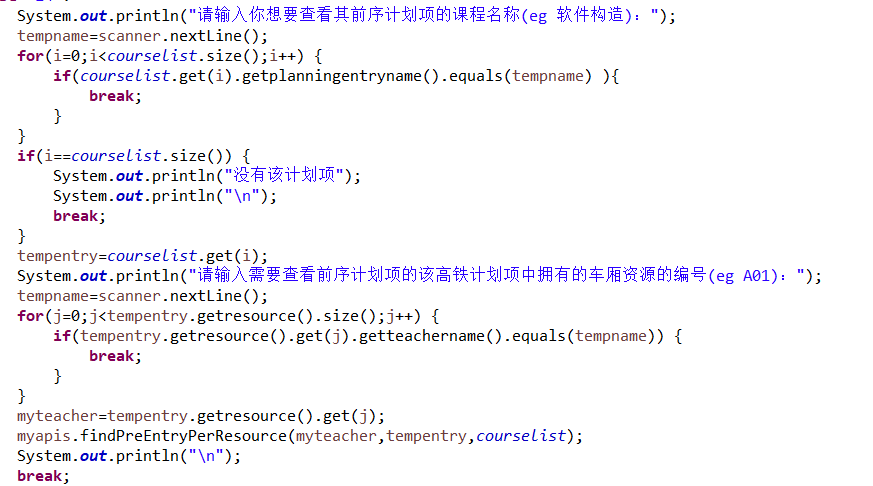 System.out.println("请输入你想要查看其前序计划项的课程名称(eg 软件构造): ");
tempname=scanner.nextLine();
for(i=0;i<courselist.size();i++) {
if(courselist.get(i).getplanningentryname().equals(tempname) ){
break;
}
}
if(i==courselist.size()) {
System.out.println("没有该计划项");
System.out.println("\n");
break;
}
tempentry=courselist.get(i);
System.out.println("请输入需要查看前序计划项的该高铁计划项中拥有的车厢资源的编号(eg A01): ");
tempname=scanner.nextLine();
for(j=0;j<tempentry.getresource().size();j++) {
if(tempentry.getresource().get(j).getteachername().equals(tempname)) {
break;
}
}
myteacher=tempentry.getresource().get(j);
myapis.findPreEntryPerResource(myteacher,tempentry,courselist);
System.out.println("\n");
break;